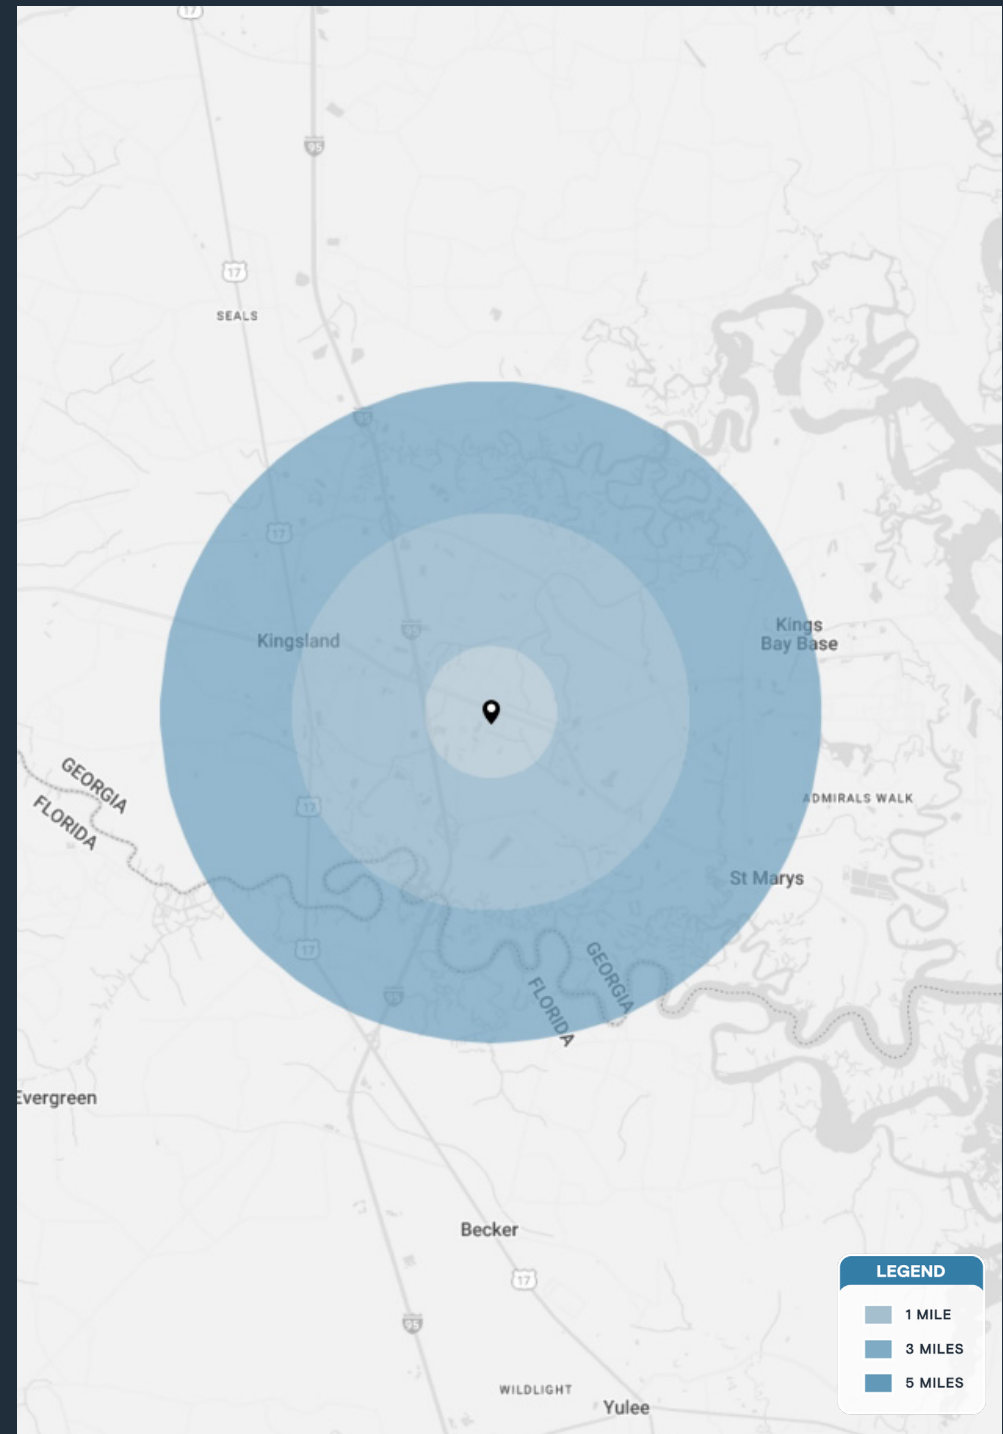 17
95
17
SEALS
95
17
Kingsland
95
Kings
Bay Base
GEORGIA
FLORIDA
17
ADMIRALS WALK
St Marys
17
GEORGIA
FLORIDA
95
Evergreen
Becker
17
95
WILDLIGHT
Yulee
LEGEND
1 MILE
3 MILES
5 MILES